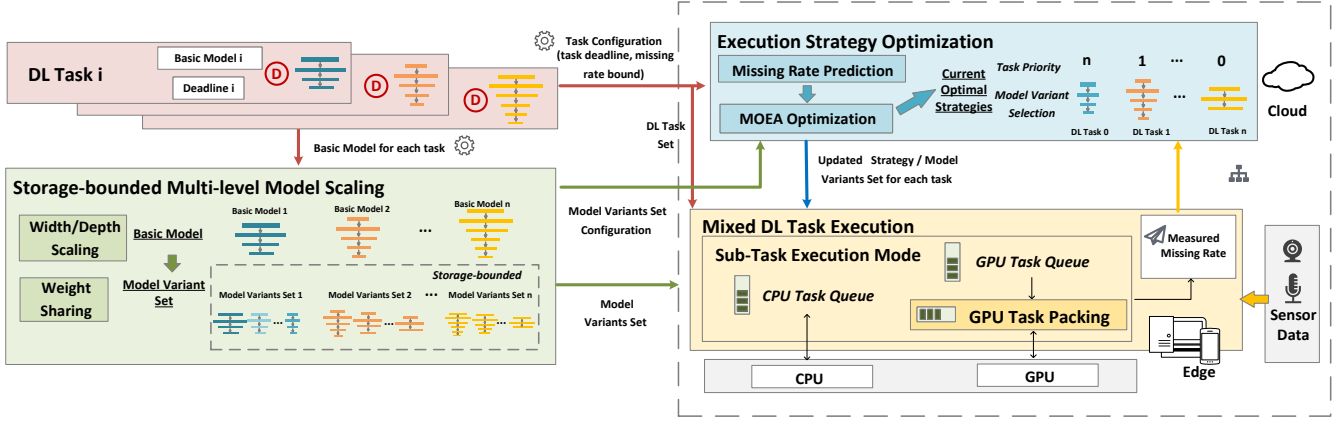 DL Task i
Basic Model i
Deadline i
D
D
D
Task Configuration
(task deadline, missing
rate bound)
Basic Model for each task
DL Task
Set
Storage-bounded Multi-level Model Scaling
Width/Depth
Scaling
Weight
Sharing
Basic Model
Model Variant
Set
Basic Model 1
Basic Model 2
...
Basic Model n
Storage-bounded
Model Variants Set 1
Model Variants Set 2
...
Model Variants Set n
...
...
...
Model Variants Set
Configuration
Model
Variants Set
Execution Strategy Optimization
Missing Rate Prediction
MOEA Optimization
Current
Optimal
Strategies
Task Priority
n
1
...
0
Model Variant
Selection
...
DL Task 0
DL Task 1
DL Task n
Cloud
Updated Strategy / Model
Variants Set for each task
Mixed DL Task Execution
Sub-Task Execution Mode
CPU Task Queue
GPU Task Queue
GPU Task Packing
Measured
Missing Rate
CPU
GPU
Edge
Sensor
Data